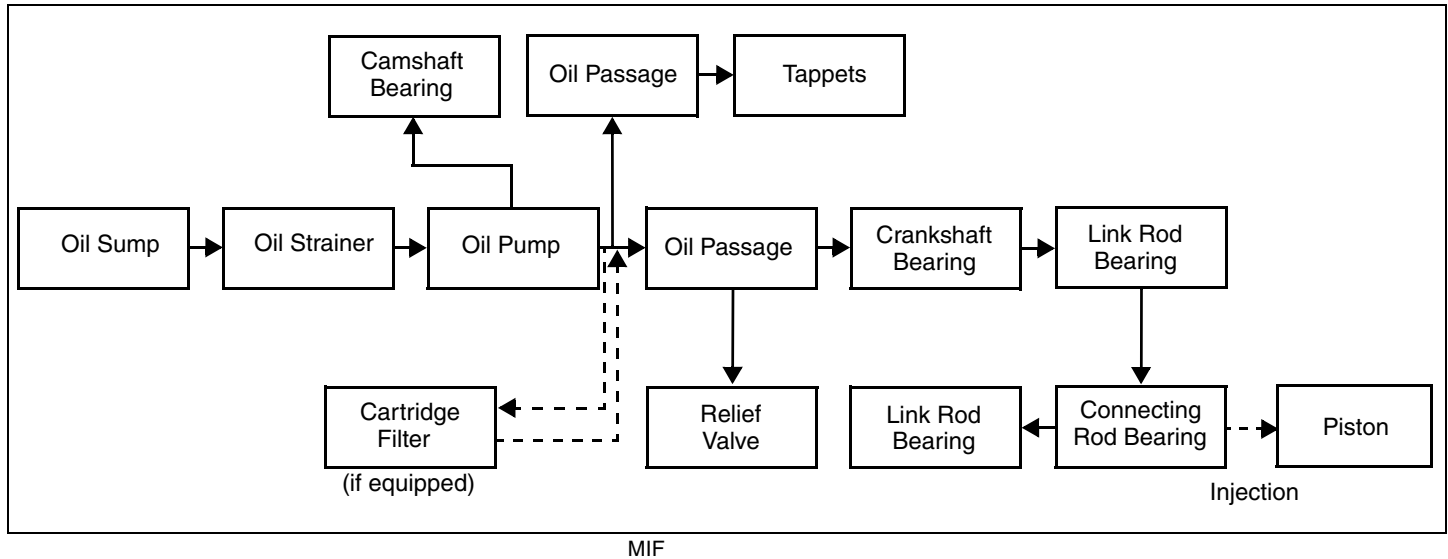 Camshaft
Bearing
Oil Passage
Tappets
Oil Sump
Oil Strainer
Oil Pump
Oil Passage
Crankshaft
Bearing
Link Rod
Bearing
Cartridge
Filter
(if equipped)
Relief
Valve
Link Rod
Bearing
Connecting
Rod Bearing
Piston
Injection
MIF